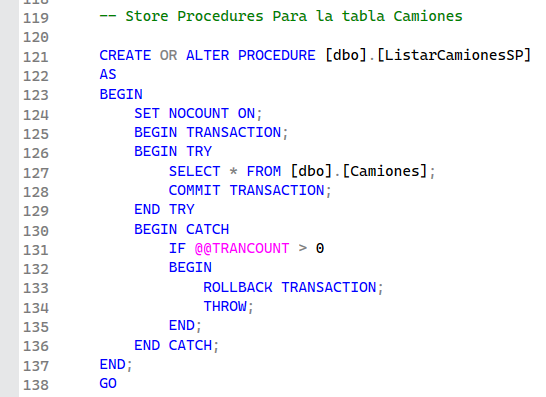 119 -- Store Procedures Para la tabla Camiones
120
121 CREATE OR ALTER PROCEDURE [dbo].[ListarCamionesSP]
122 AS
123 BEGIN
124     SET NOCOUNT ON;
125     BEGIN TRANSACTION;
126     BEGIN TRY
127         SELECT * FROM [dbo].[Camiones];
128         COMMIT TRANSACTION;
129     END TRY
130     BEGIN CATCH
131         IF @@TRANCOUNT > 0
132         BEGIN
133             ROLLBACK TRANSACTION;
134             THROW;
135         END;
136     END CATCH;
137 END;
138 GO